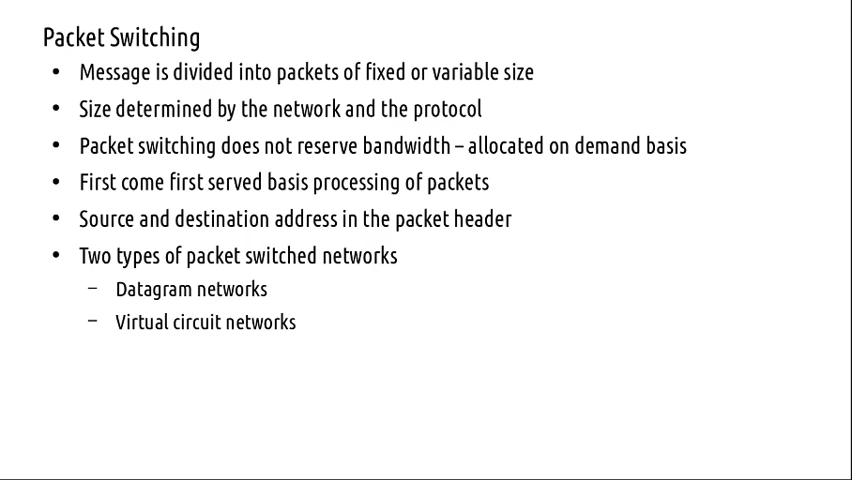 Packet Switching
• Message is divided into packets of fixed or variable size
• Size determined by the network and the protocol
• Packet switching does not reserve bandwidth – allocated on demand basis
• First come first served basis processing of packets
• Source and destination address in the packet header
• Two types of packet switched networks
– Datagram networks
– Virtual circuit networks